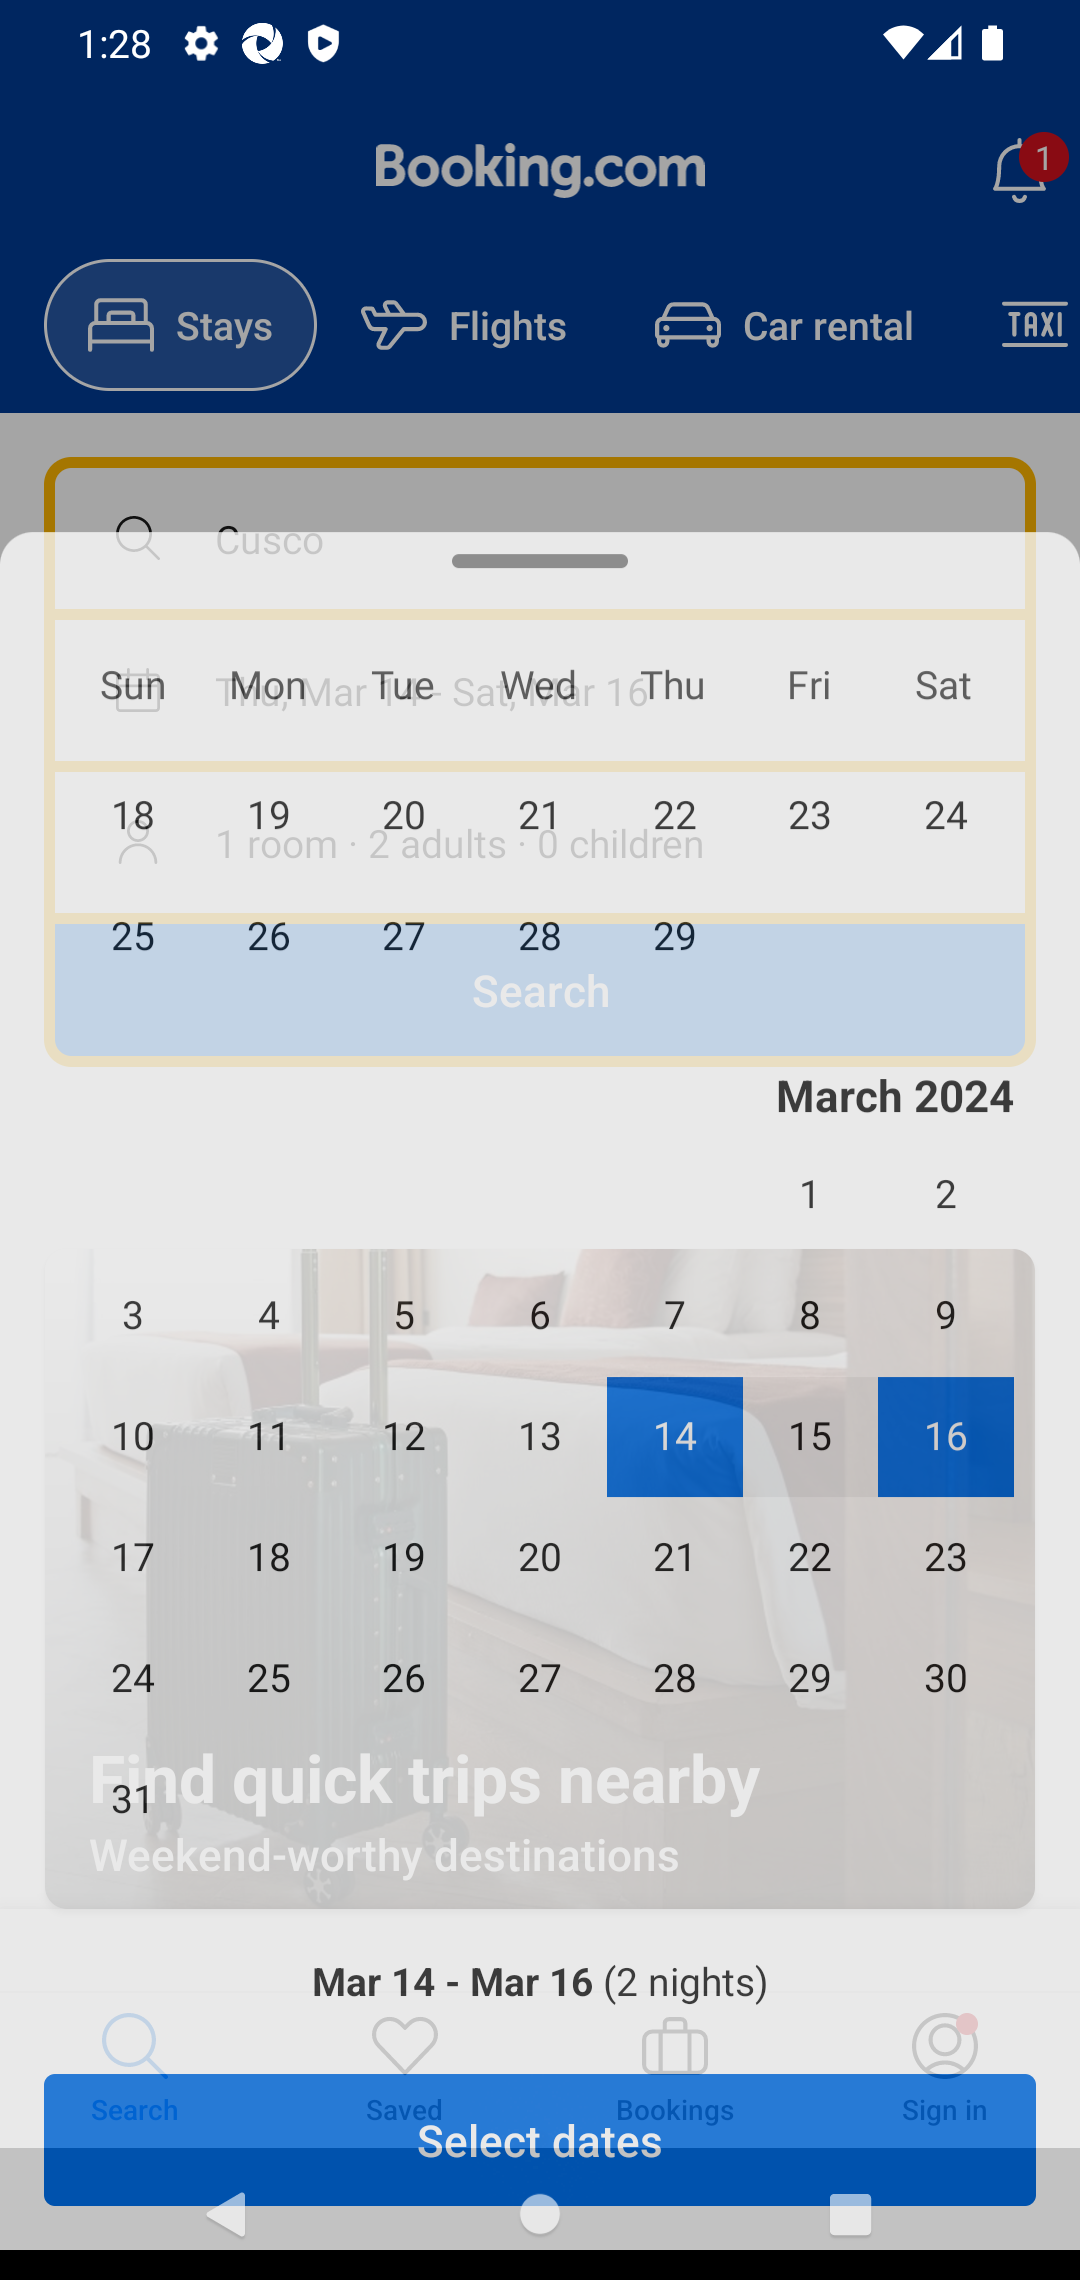 1:28
Booking.com
1
Stays
Flights
Car rental
TAXI
Cusco
Thu, Mar 14 - Sat, Mar 16
Sun Mon Tue Wed Thu Fri Sat
18 19 20 21 22 23 24
1 room · 2 adults · 0 children
25 26 27 28 29
Search
March 2024
1 2
3 4 5 6 7 8 9
10 11 12 13 14 15 16
17 18 19 20 21 22 23
24 25 26 27 28 29 30
31
Find quick trips nearby
Weekend-worthy destinations
Mar 14 - Mar 16 (2 nights)
Search Saved Bookings Sign in
Select dates